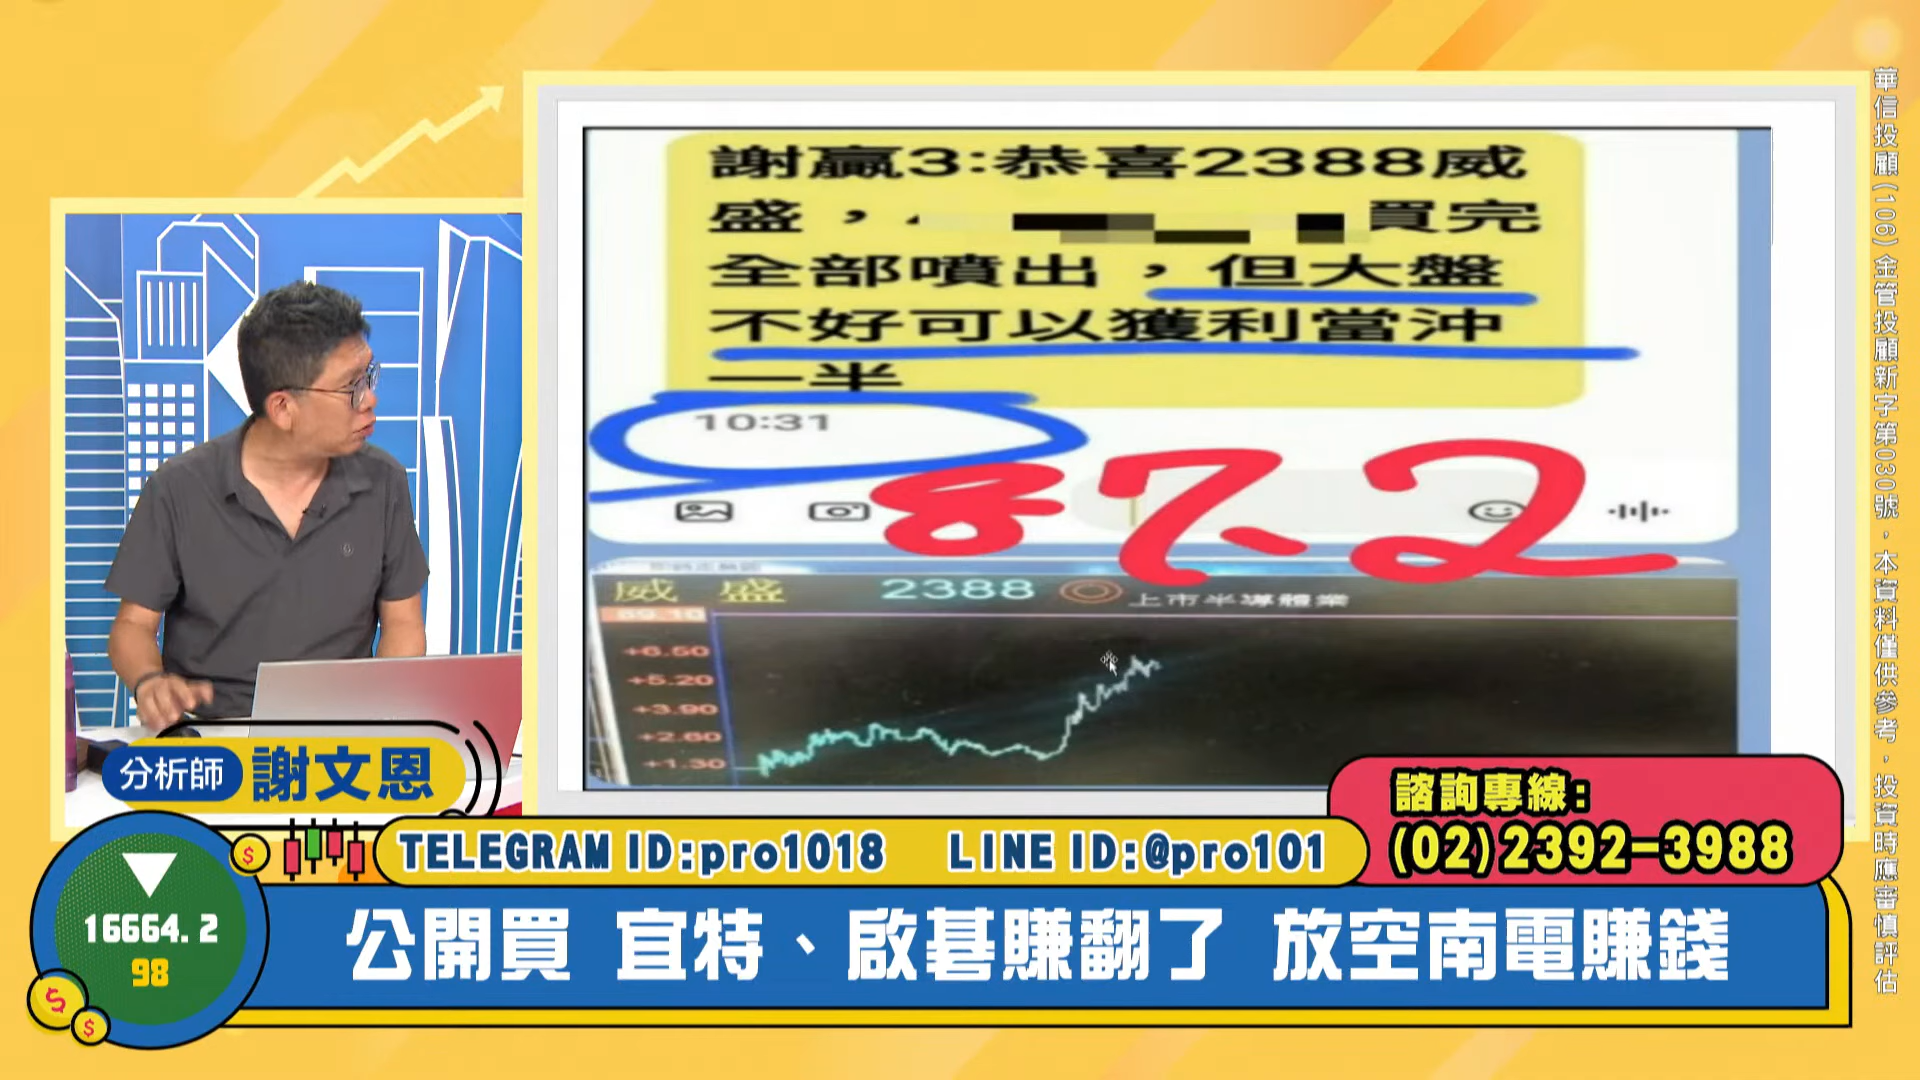 謝贏3:恭喜2388威
盛，
買完
全部噴出，但大盤
不好可以獲利當沖
一半
10:31
87.2
威盛 2388 上市半導體業
89.10
+6.50
+5.20
+3.90
+2.60
+1.30
華信投顧(106)金管投顧新字第030號，本資料僅供參考，投資時應審慎評估
分析師 謝文恩
諮詢專線:
(02)2392-3988
TELEGRAM ID:pro1018 LINE ID:@pro101
16664.2
98
公開買 宜特、啟碁賺翻了 放空南電賺錢